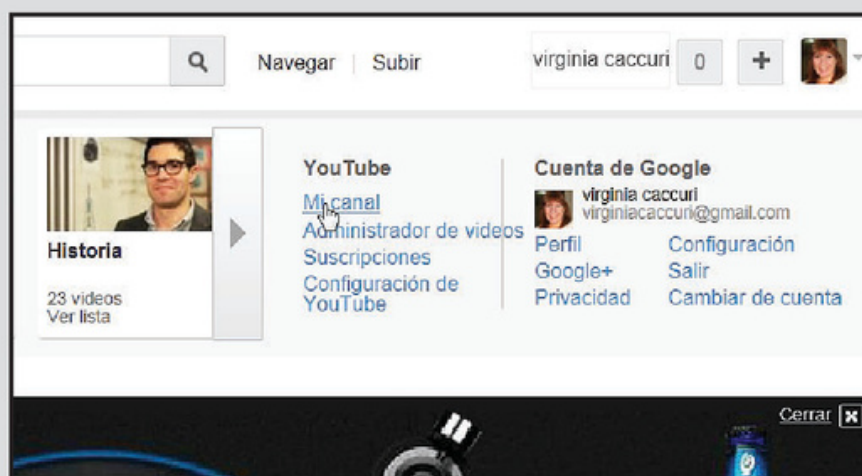 Navegar | Subir
virginia caccuri 0 +
YouTube
Mi canal
Administrador de videos
Suscripciones
Configuración de
YouTube
Cuenta de Google
virginia caccuri
virginiacaccuri@gmail.com
Perfil
Configuración
Google+
Salir
Privacidad
Cambiar de cuenta
Historia
23 videos
Ver lista
Cerrar